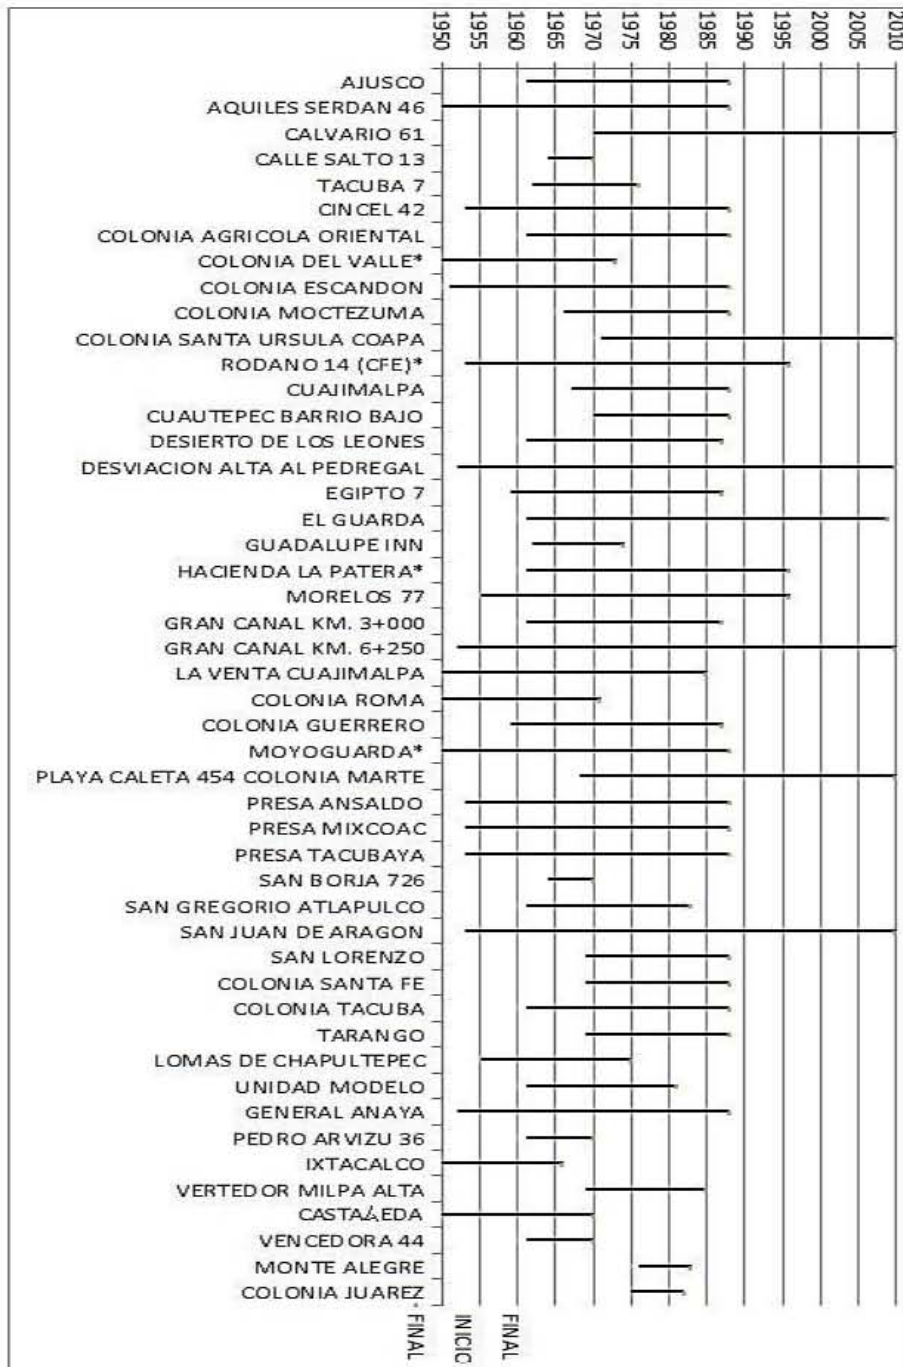 1950
1955
1960
1965
1970
1975
1980
1985
1990
1995
2000
2005
2010
AJUSCO
AQUILES SERDAN 46
CALVARIO 61
CALLE SALTO 13
TACUBA 7
CINCEL 42
COLONIA AGRICOLA ORIENTAL
COLONIA DEL VALLE*
COLONIA ESCANDON
COLONIA MOCTEZUMA
COLONIA SANTA URSULA COAPA
RODANO 14 (CFE)*
CUAJIMALPA
CUAUTEPEC BARRIO BAJO
DESIERTO DE LOS LEONES
DESVIACION ALTA AL PEDREGAL
EGIPTO 7
EL GUARDA
GUADALUPE INN
HACIENDA LA PATERA*
MORELOS 77
GRAN CANAL KM. 3+000
GRAN CANAL KM. 6+250
LA VENTA CUAJIMALPA
COLONIA ROMA
COLONIA GUERRERO
MOYOGUARDA*
PLAYA CALETA 454 COLONIA MARTE
PRESA ANSALDO
PRESA MIXCOAC
PRESA TACUBAYA
SAN BORJA 726
SAN GREGORIO ATLAPULCO
SAN JUAN DE ARAGON
SAN LORENZO
COLONIA SANTA FE
COLONIA TACUBA
TARANGO
LOMAS DE CHAPULTEPEC
UNIDAD MODELO
GENERAL ANAYA
PEDRO ARVIZU 36
IXTACALCO
VERTEDOR MILPA ALTA
VENCEDORA 44
MONTE ALEGRE
COLONIA JUAREZ
FINAL
INICIO
FINAL